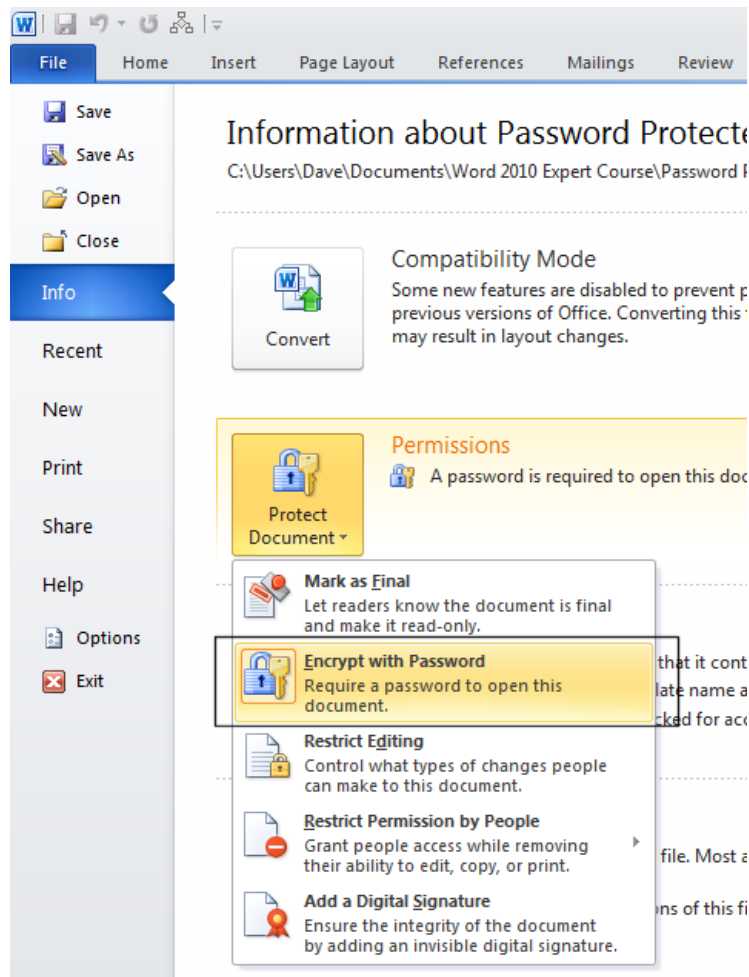 File Home Insert Page Layout References Mailings Review
Save
Save As
Open
Close
Info
Recent
New
Print
Share
Help
Options
Exit
Information about Password Protecte
C:\Users\Dave\Documents\Word 2010 Expert Course\Password P
Convert
Compatibility Mode
Some new features are disabled to prevent p
previous versions of Office. Converting this
may result in layout changes.
Protect
Document
Permissions
A password is required to open this doc
Mark as Final
Let readers know the document is final
and make it read-only.
Encrypt with Password
Require a password to open this
document.
Restrict Editing
Control what types of changes people
can make to this document.
Restrict Permission by People
Grant people access while removing
their ability to edit, copy, or print.
Add a Digital Signature
Ensure the integrity of the document
by adding an invisible digital signature.
that it cont
late name a
cked for acc
file. Most a
ns of this fi